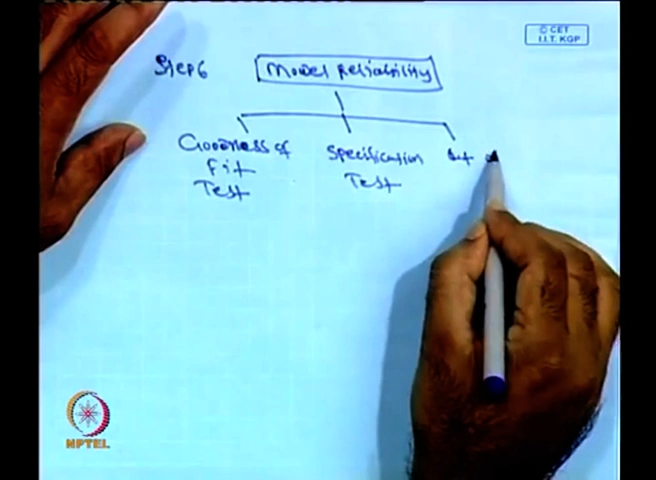 © CET
I.I.T. KGP
Step 6
Model Reliability
Goodness of
Fit
Test
Specification
Test
out
NPTEL